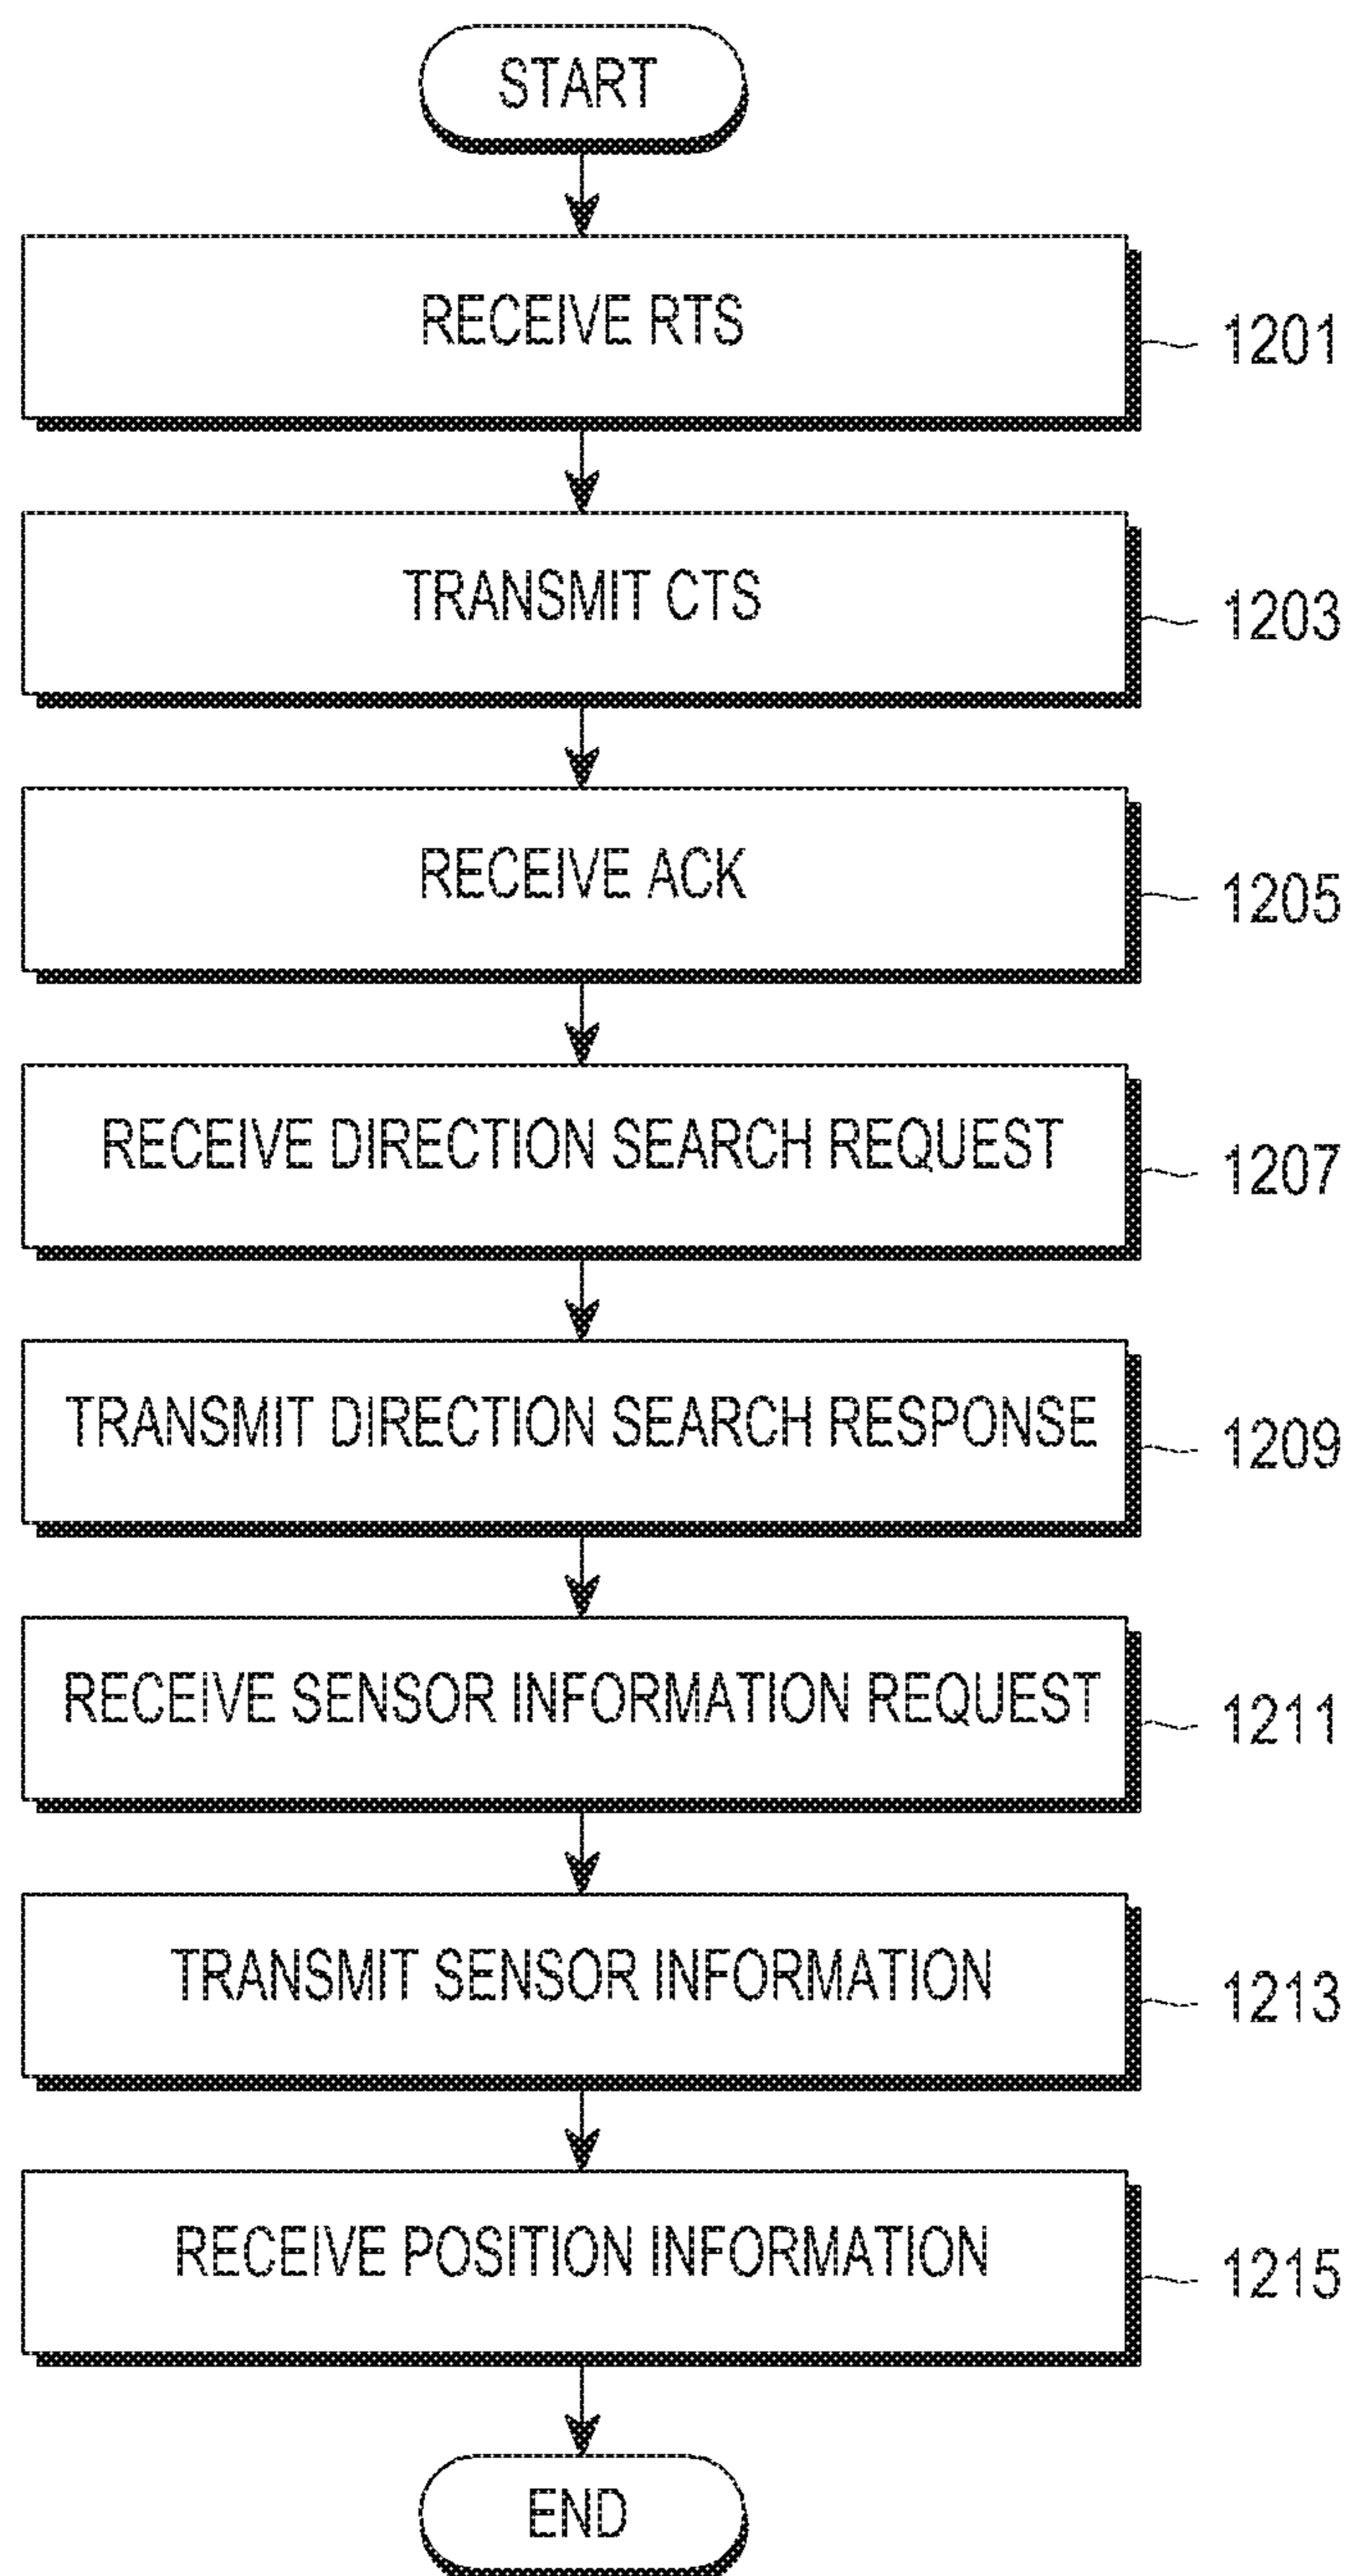 START
RECEIVE RTS
1201
TRANSMIT CTS
1203
RECEIVE ACK
1205
RECEIVE DIRECTION SEARCH REQUEST
1207
TRANSMIT DIRECTION SEARCH RESPONSE
1209
RECEIVE SENSOR INFORMATION REQUEST
1211
TRANSMIT SENSOR INFORMATION
1213
RECEIVE POSITION INFORMATION
1215
END